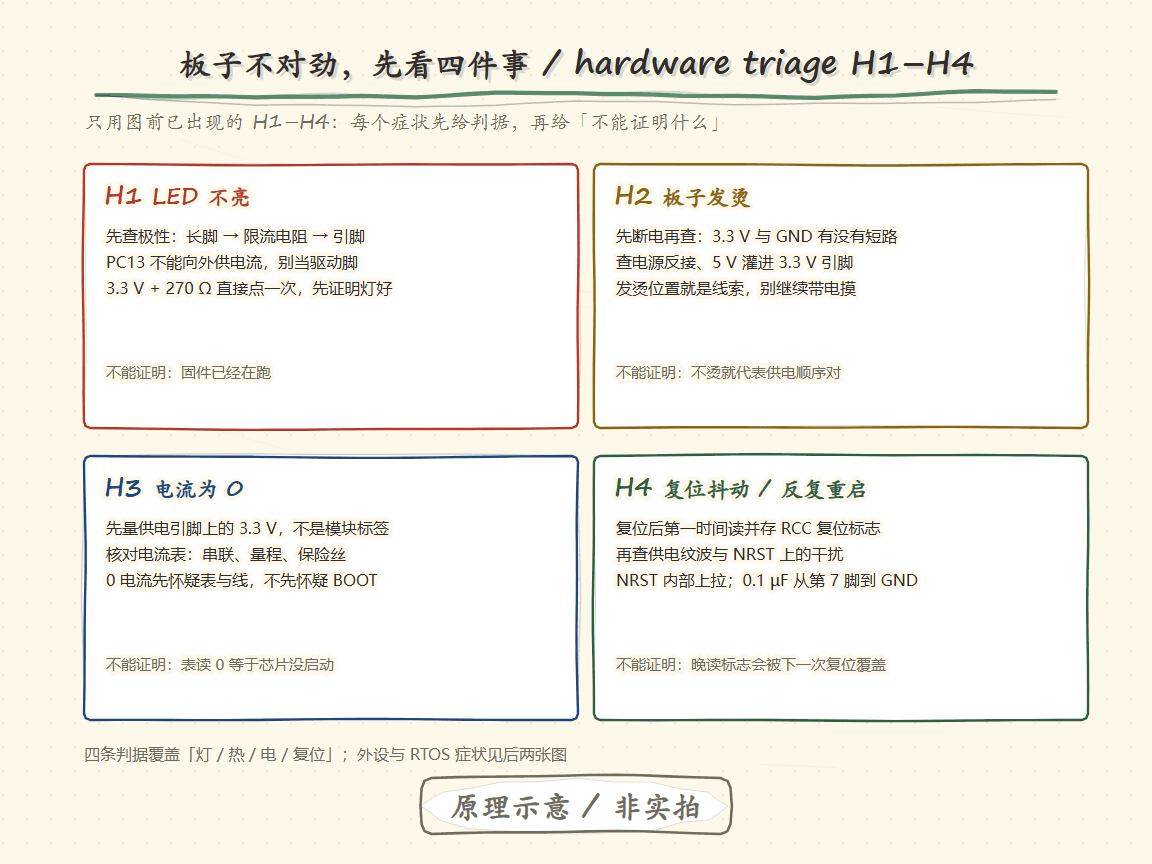 板子不对劲，先看四件事 / hardware triage H1–H4
只用图前已出现的 H1–H4：每个症状先给判据，再给「不能证明什么」
H1 LED 不亮
先查极性：长脚 → 限流电阻 → 引脚
PC13 不能向外供电流，别当驱动脚
3.3 V + 270 Ω 直接点一次，先证明灯好
不能证明：固件已经在跑
H2 板子发烫
先断电再查：3.3 V 与 GND 有没有短路
查电源反接、5 V 灌进 3.3 V 引脚
发烫位置就是线索，别继续带电摸
不能证明：不烫就代表供电顺序对
H3 电流为 0
先量供电引脚上的 3.3 V，不是模块标签
核对电流表：串联、量程、保险丝
0 电流先怀疑表与线，不先怀疑 BOOT
不能证明：表读 0 等于芯片没启动
H4 复位抖动 / 反复重启
复位后第一时间读并存 RCC 复位标志
再查供电纹波与 NRST 上的干扰
NRST 内部上拉；0.1 µF 从第 7 脚到 GND
不能证明：晚读标志会被下一次复位覆盖
四条判据覆盖「灯 / 热 / 电 / 复位」；外设与 RTOS 症状见后两张图
原理示意 / 非实拍